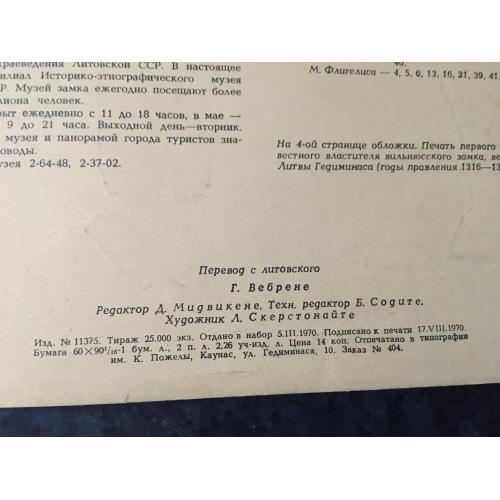 краеведения Литовской ССР. В настоящее
филиал Историко-этнографического музея
Р. Музей замка ежегодно посещают более
лиона человек.
рыт ежедневно с 11 до 18 часов, в мае —
9 до 21 часа. Выходной день—вторник.
музея и панорамой города туристов зна-
оводы.
узея 2-64-48, 2-37-02.
40.
М. Флигелиса — 4, 5, 6, 13, 16, 21, 39, 41.
На 4-ой странице обложки. Печать первого
вестного властителя вильнюсского замка, ве
Литвы Гедиминаса (годы правления 1316—13
Перевод с литовского
Г. Вебрене
Редактор Д. Мидвикене, Техн. редактор Б. Содите,
Художник Л. Скерстонайте
Изд. № 11375. Тираж 25.000 экз. Отдано в набор 5.III.1970. Подписано к печати 17.VIII.1970.
Бумага 60×90¹/₁₆-1 бум. л., 2 п. л. 2,26 уч-изд. л. Цена 14 коп. Отпечатано в типографии
им. К. Пожелы, Каунас, ул. Гедиминаса, 10, Заказ № 404.